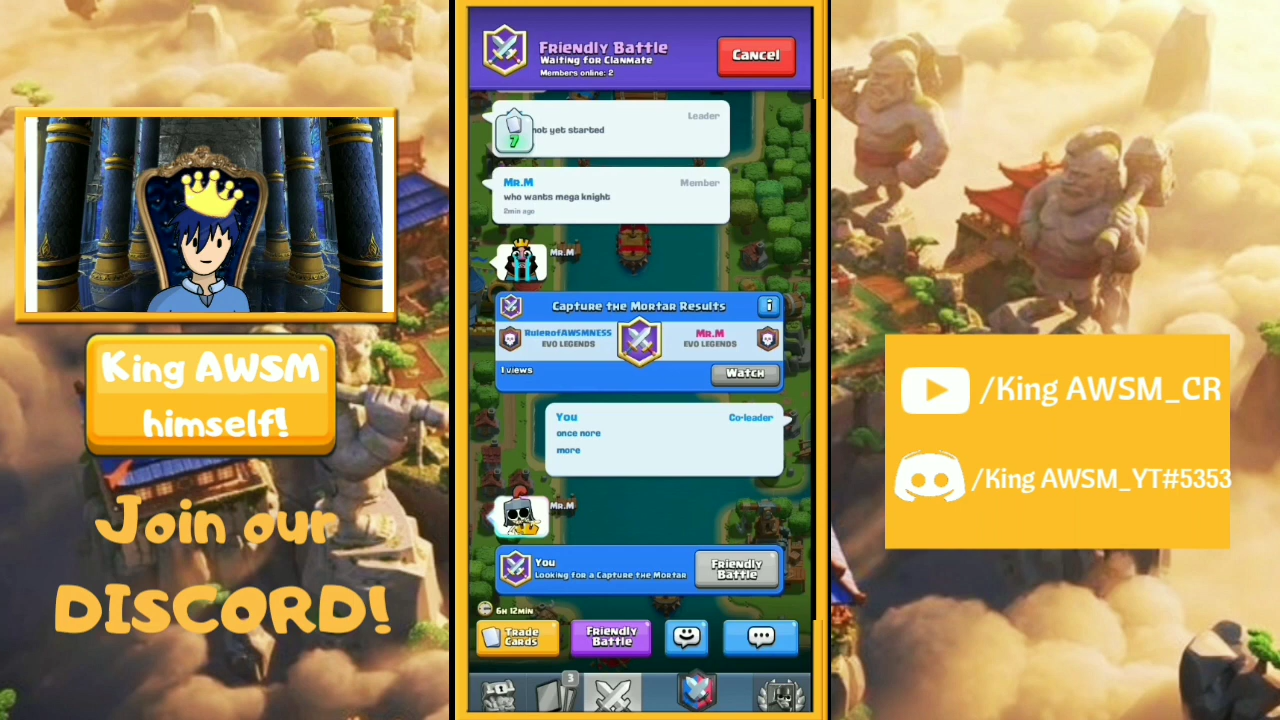 King AWSM
himself!
Join our
DISCORD!
Friendly Battle
Waiting for Clanmate
Members online: 2
Cancel
Leader
7
not yet started
Mr.M
Member
who wants mega knight
2min ago
Mr.M
Capture the Mortar Results
i
RulerofAWSMNESS
EVO LEGENDS
Mr.M
EVO LEGENDS
1 views
Watch
You
Co-leader
once nore
more
Mr.M
You
Looking for a Capture the Mortar
Friendly
Battle
6h 12min
Trade
Cards
Friendly
Battle
3
/King AWSM_CR
/King AWSM_YT#5353